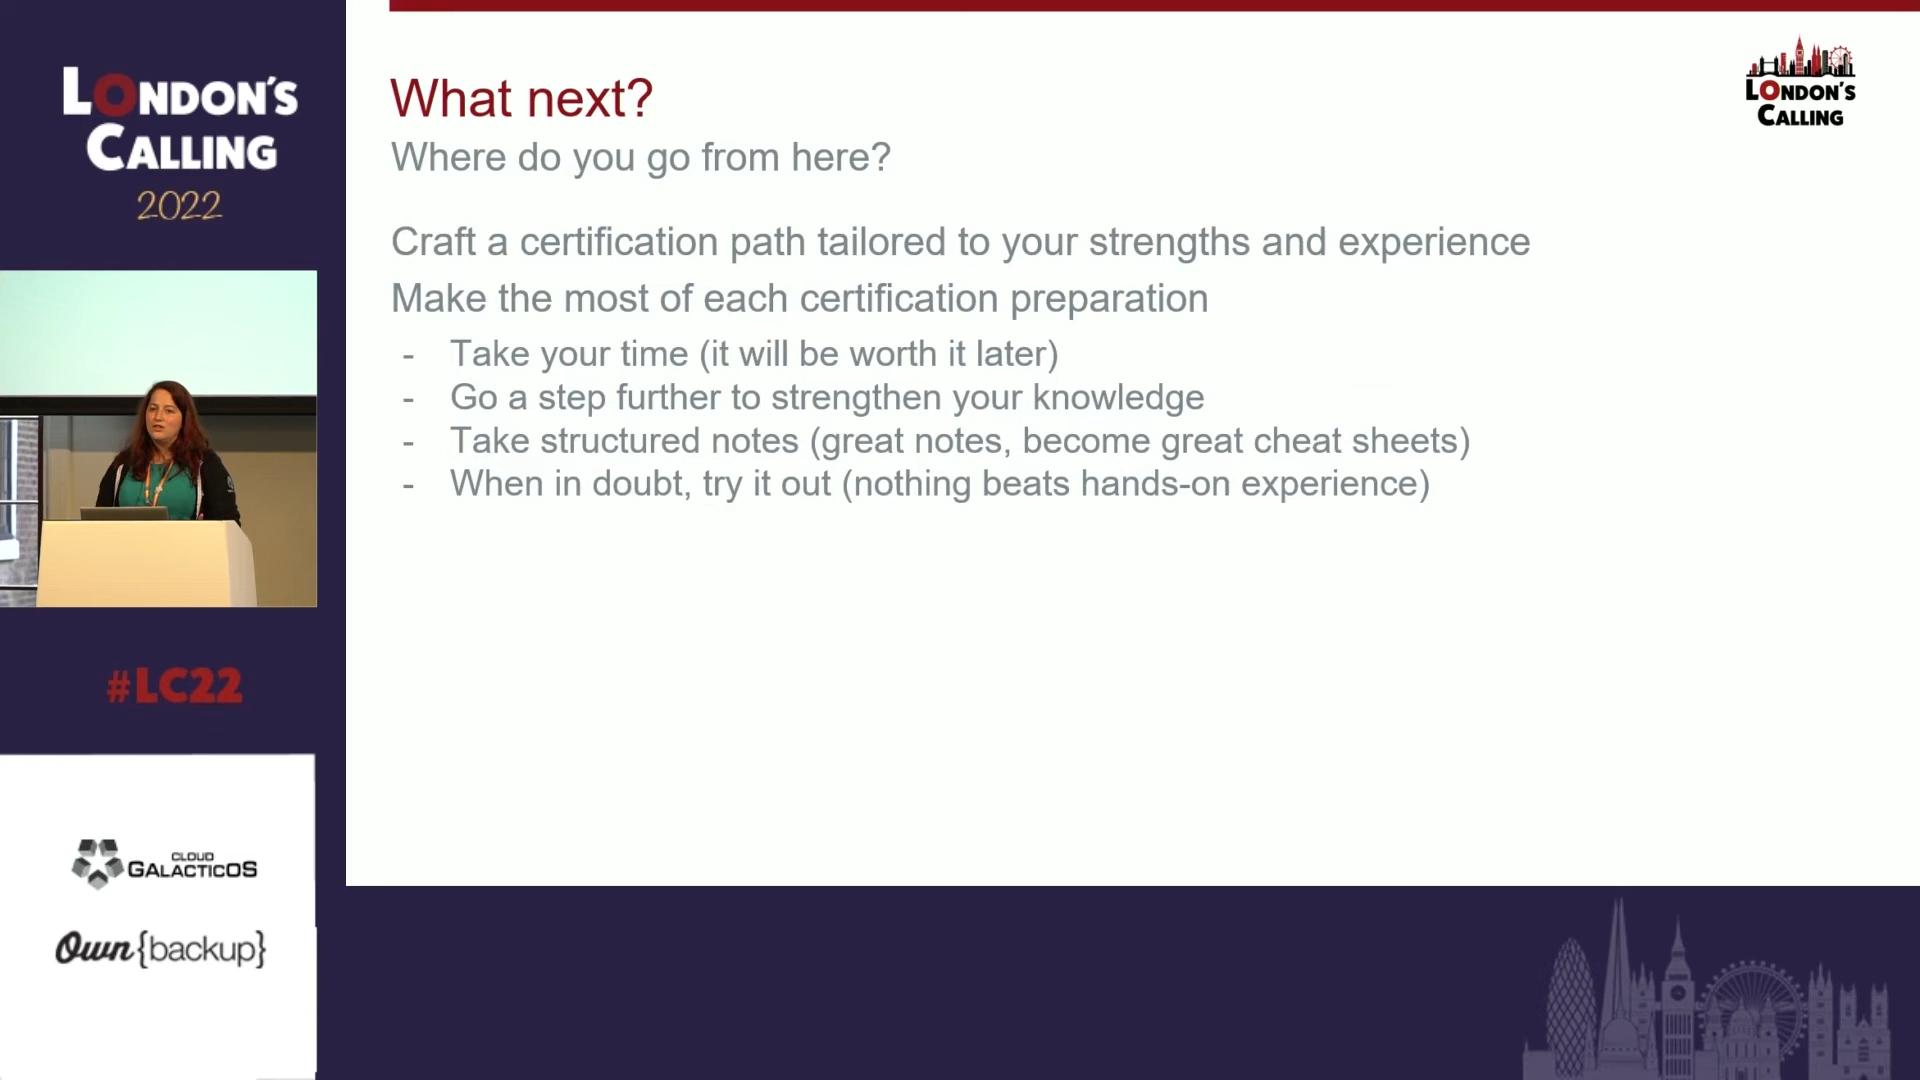 LONDON'S
CALLING
2022
#LC22
CLOUD
GALACTICOS
Own{backup}
What next?
Where do you go from here?
LONDON'S
CALLING
Craft a certification path tailored to your strengths and experience
Make the most of each certification preparation
- Take your time (it will be worth it later)
- Go a step further to strengthen your knowledge
- Take structured notes (great notes, become great cheat sheets)
- When in doubt, try it out (nothing beats hands-on experience)